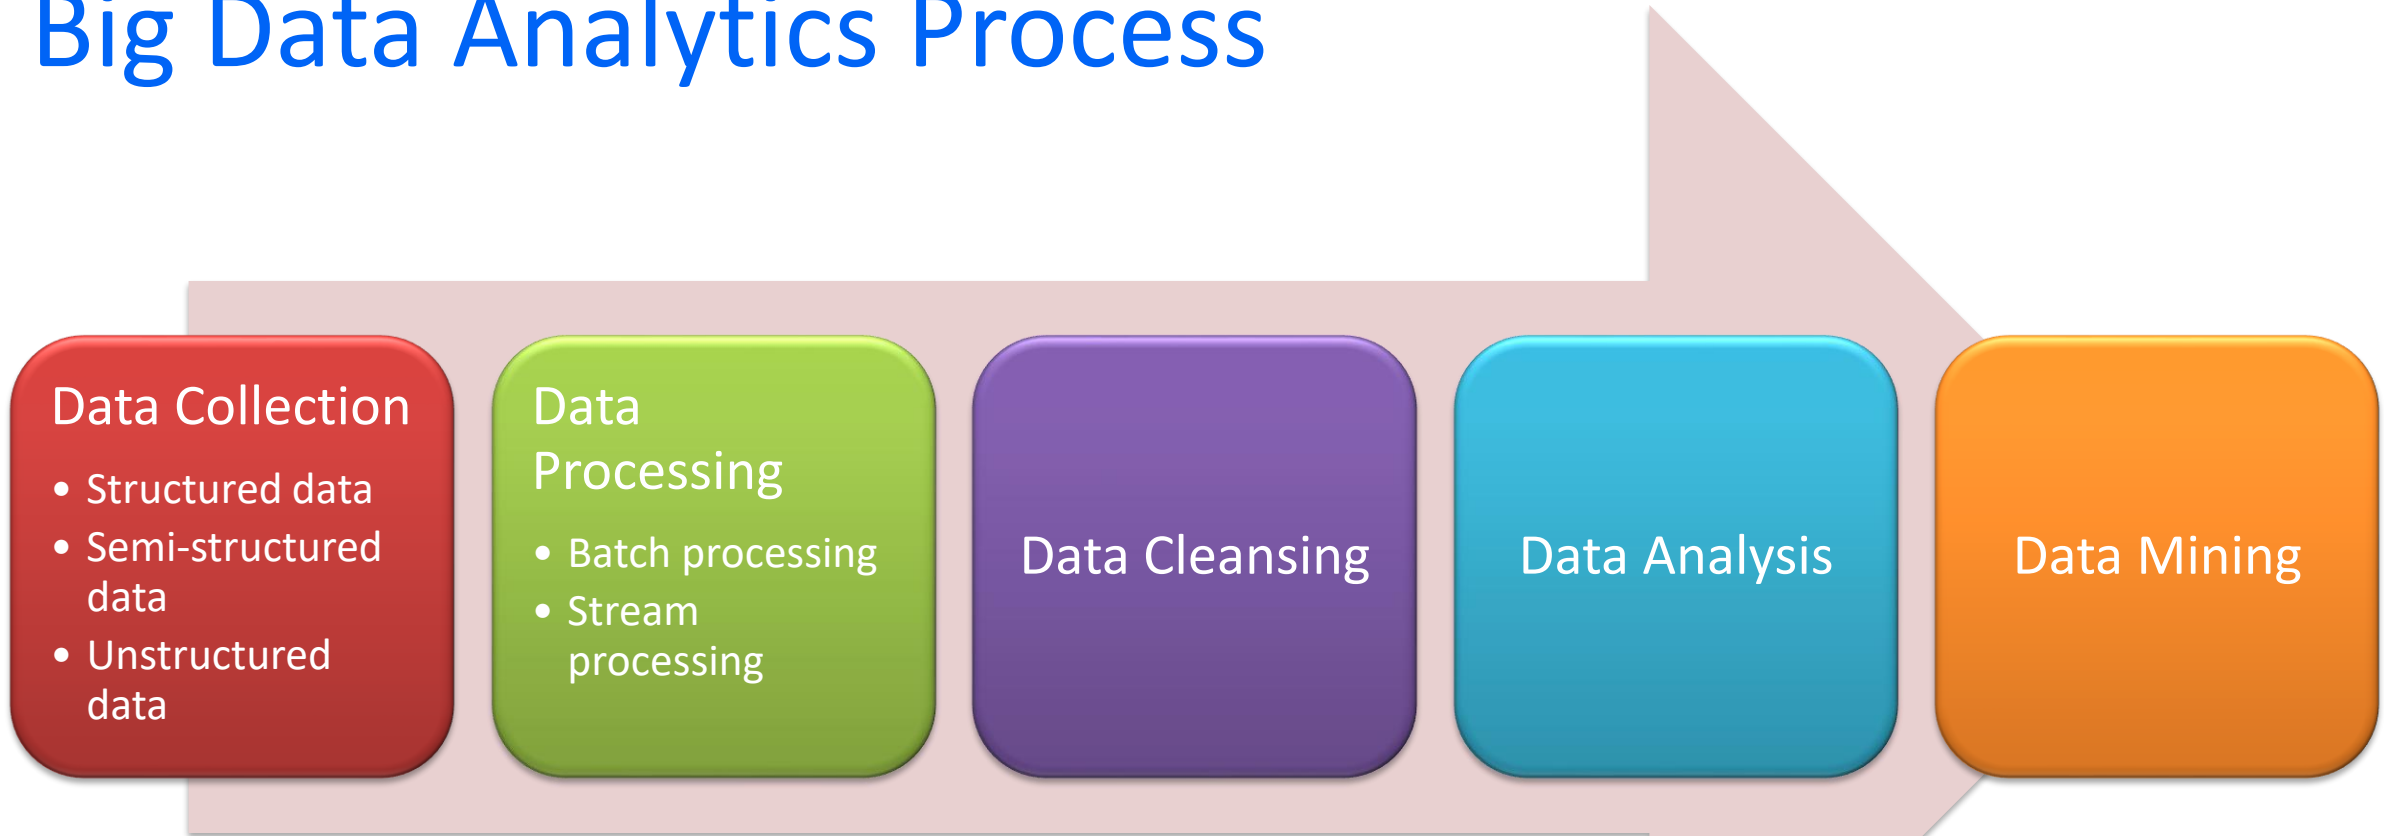 Big Data Analytics Process
Data Collection
• Structured data
• Semi-structured
data
• Unstructured
data
Data
Processing
• Batch processing
• Stream
processing
Data Cleansing
Data Analysis
Data Mining